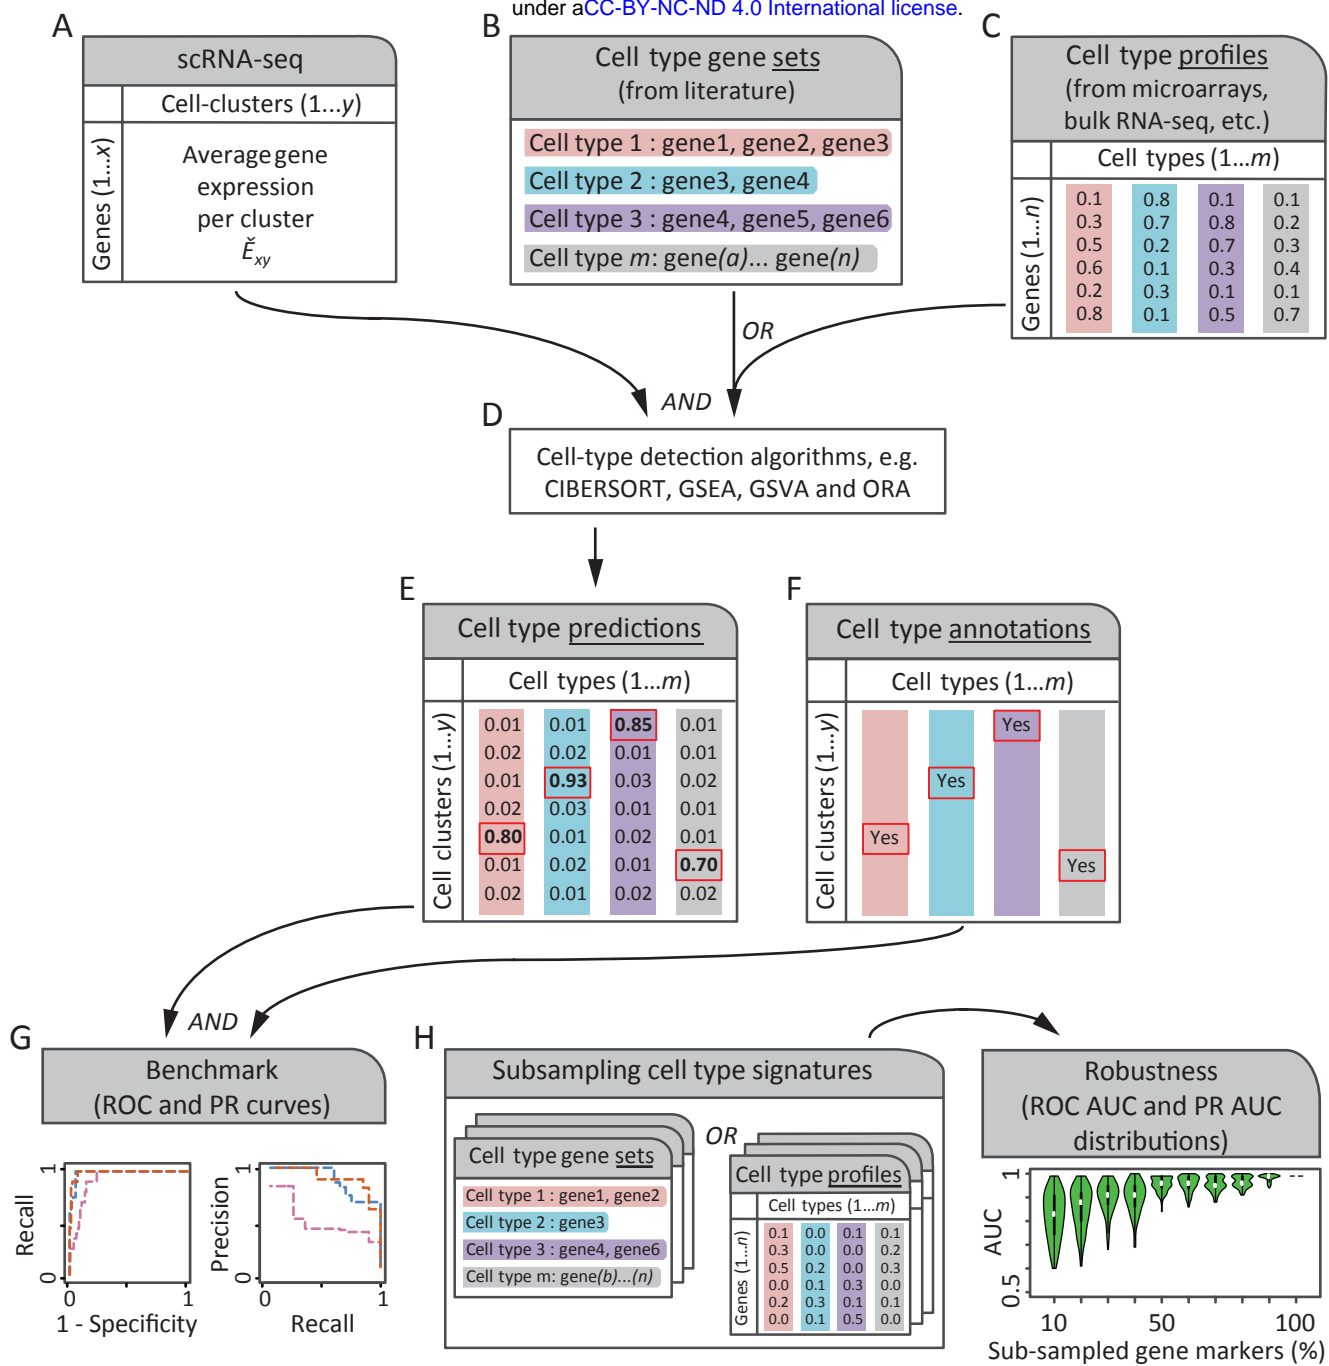 under aCC-BY-NC-ND 4.0 International license.
A
scRNA-seq
Cell-clusters (1...y)
Genes (1...x)
Average gene
expression
per cluster
Ěxy
B
Cell type gene sets
(from literature)
Cell type 1 : gene1, gene2, gene3
Cell type 2 : gene3, gene4
Cell type 3 : gene4, gene5, gene6
Cell type m: gene(a)... gene(n)
C
Cell type profiles
(from microarrays,
bulk RNA-seq, etc.)
Cell types (1...m)
Genes (1...n)
0.1 0.8 0.1 0.1
0.3 0.7 0.8 0.2
0.5 0.2 0.7 0.3
0.6 0.1 0.3 0.4
0.2 0.3 0.1 0.1
0.8 0.1 0.5 0.7
OR
AND
D
Cell-type detection algorithms, e.g.
CIBERSORT, GSEA, GSVA and ORA
E
Cell type predictions
Cell types (1...m)
Cell clusters (1...y)
0.01 0.01 0.85 0.01
0.02 0.02 0.01 0.01
0.01 0.93 0.03 0.02
0.02 0.03 0.01 0.01
0.80 0.01 0.02 0.01
0.01 0.02 0.01 0.70
0.02 0.01 0.02 0.02
F
Cell type annotations
Cell types (1...m)
Cell clusters (1...y)
Yes
Yes
Yes
Yes
AND
G
Benchmark
(ROC and PR curves)
Recall
1
0
0 1
1 - Specificity
Precision
1
0
0 1
Recall
H
Subsampling cell type signatures
Cell type gene sets
Cell type 1 : gene1, gene2
Cell type 2 : gene3
Cell type 3 : gene4, gene6
Cell type m: gene(b)...(n)
OR
Cell type profiles
Cell types (1...m)
Genes (1...n)
0.1 0.0 0.1 0.1
0.3 0.0 0.0 0.2
0.5 0.2 0.0 0.3
0.0 0.1 0.3 0.0
0.2 0.3 0.1 0.1
0.0 0.1 0.5 0.0
Robustness
(ROC AUC and PR AUC
distributions)
AUC
1
0.5
10 50 100
Sub-sampled gene markers (%)